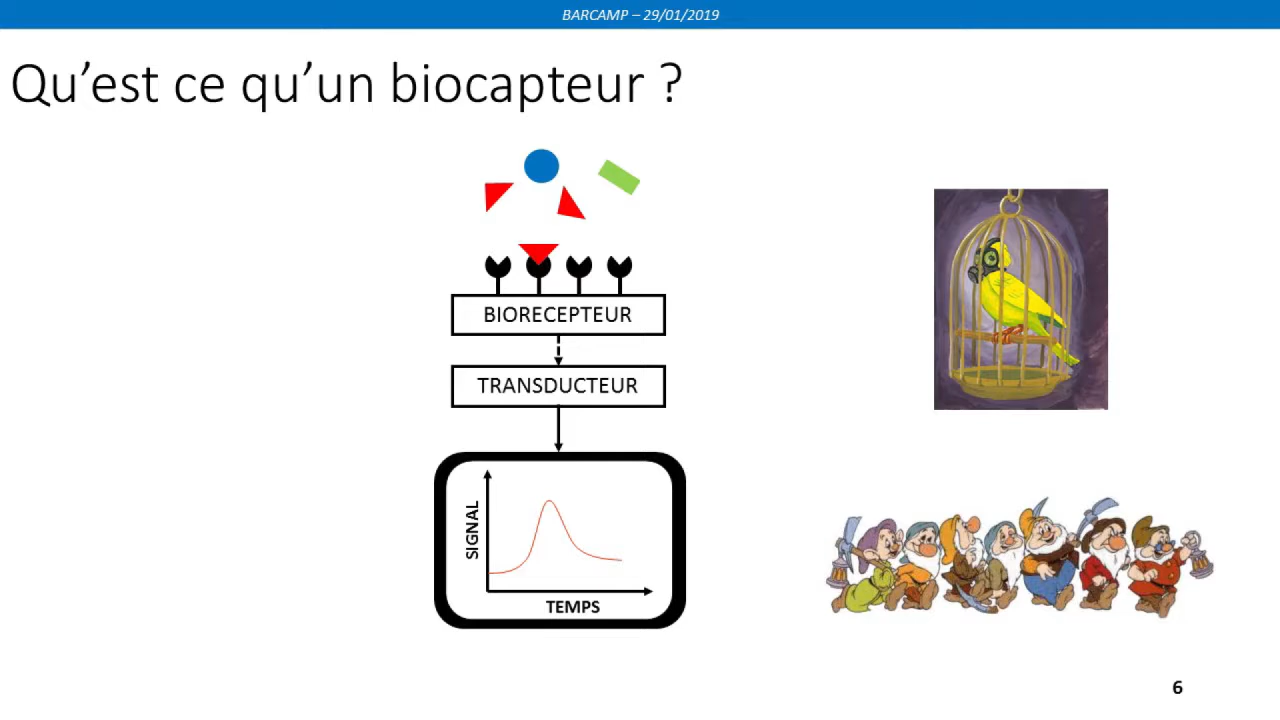 BARCAMP – 29/01/2019
Qu’est ce qu’un biocapteur ?
BIORECEPTEUR
TRANSDUCTEUR
SIGNAL
TEMPS
6